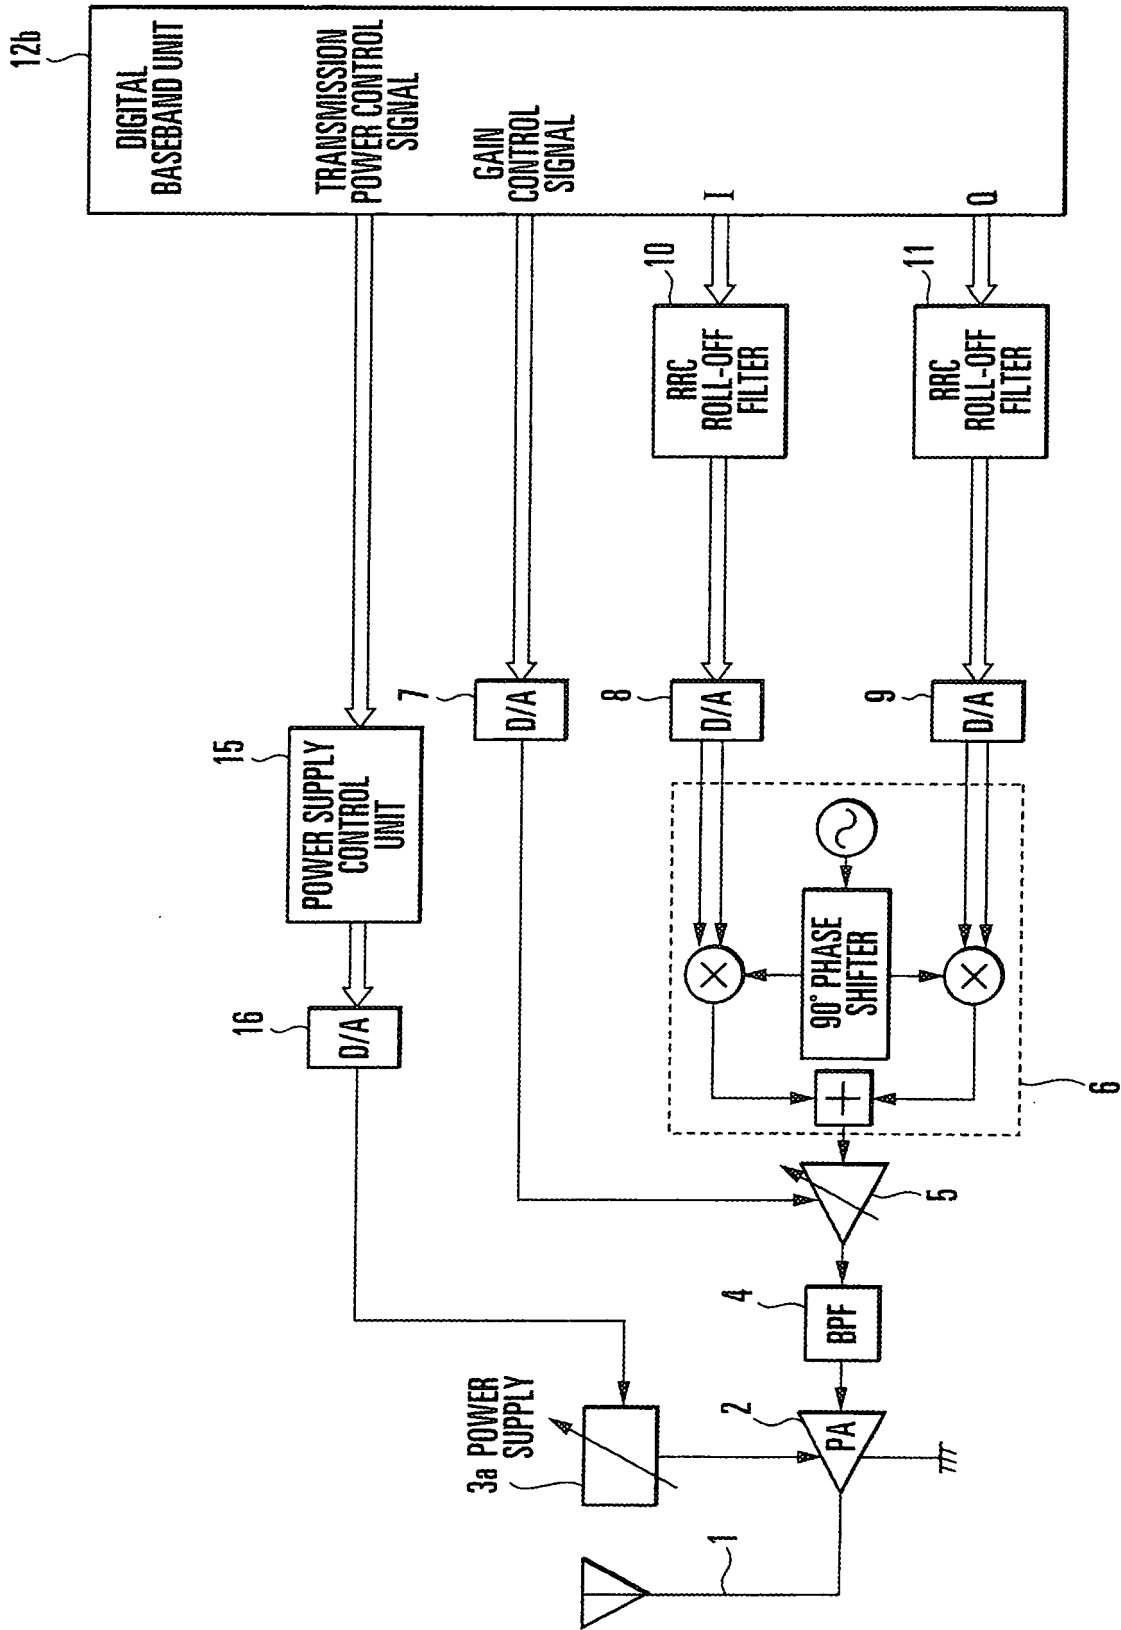 12b
DIGITAL
BASEBAND UNIT
TRANSMISSION
POWER CONTROL
SIGNAL
GAIN
CONTROL
SIGNAL
I
Q
10
RRC
ROLL-OFF
FILTER
11
RRC
ROLL-OFF
FILTER
15
POWER SUPPLY
CONTROL
UNIT
7
D/A
8
D/A
9
D/A
16
D/A
90° PHASE
SHIFTER
6
5
4
BPF
3a POWER
SUPPLY
2
PA
1